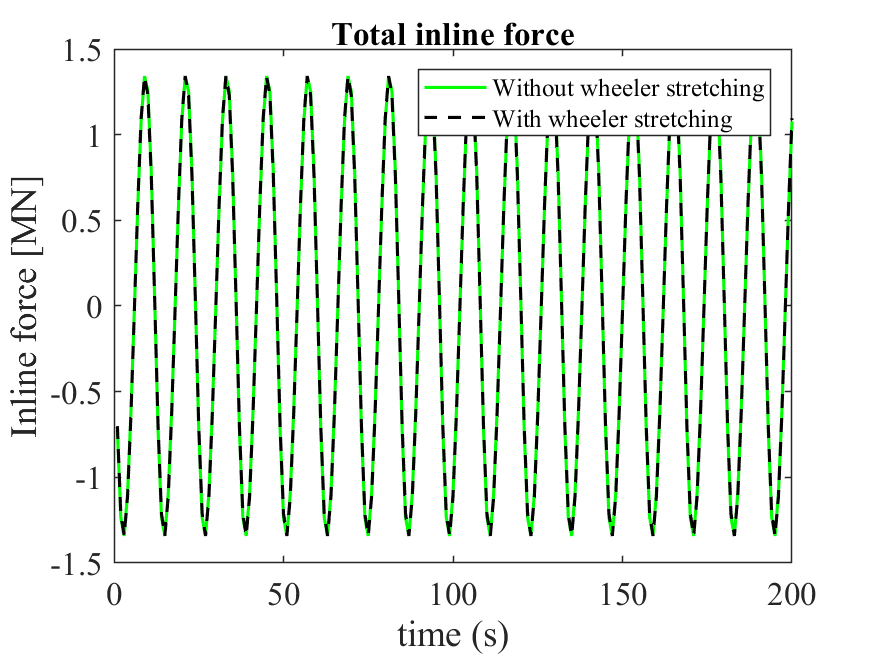 Total inline force
Without wheeler stretching
With wheeler stretching
Inline force [MN]
1.5
1
0.5
0
-0.5
-1
-1.5
0 50 100 150 200
time (s)